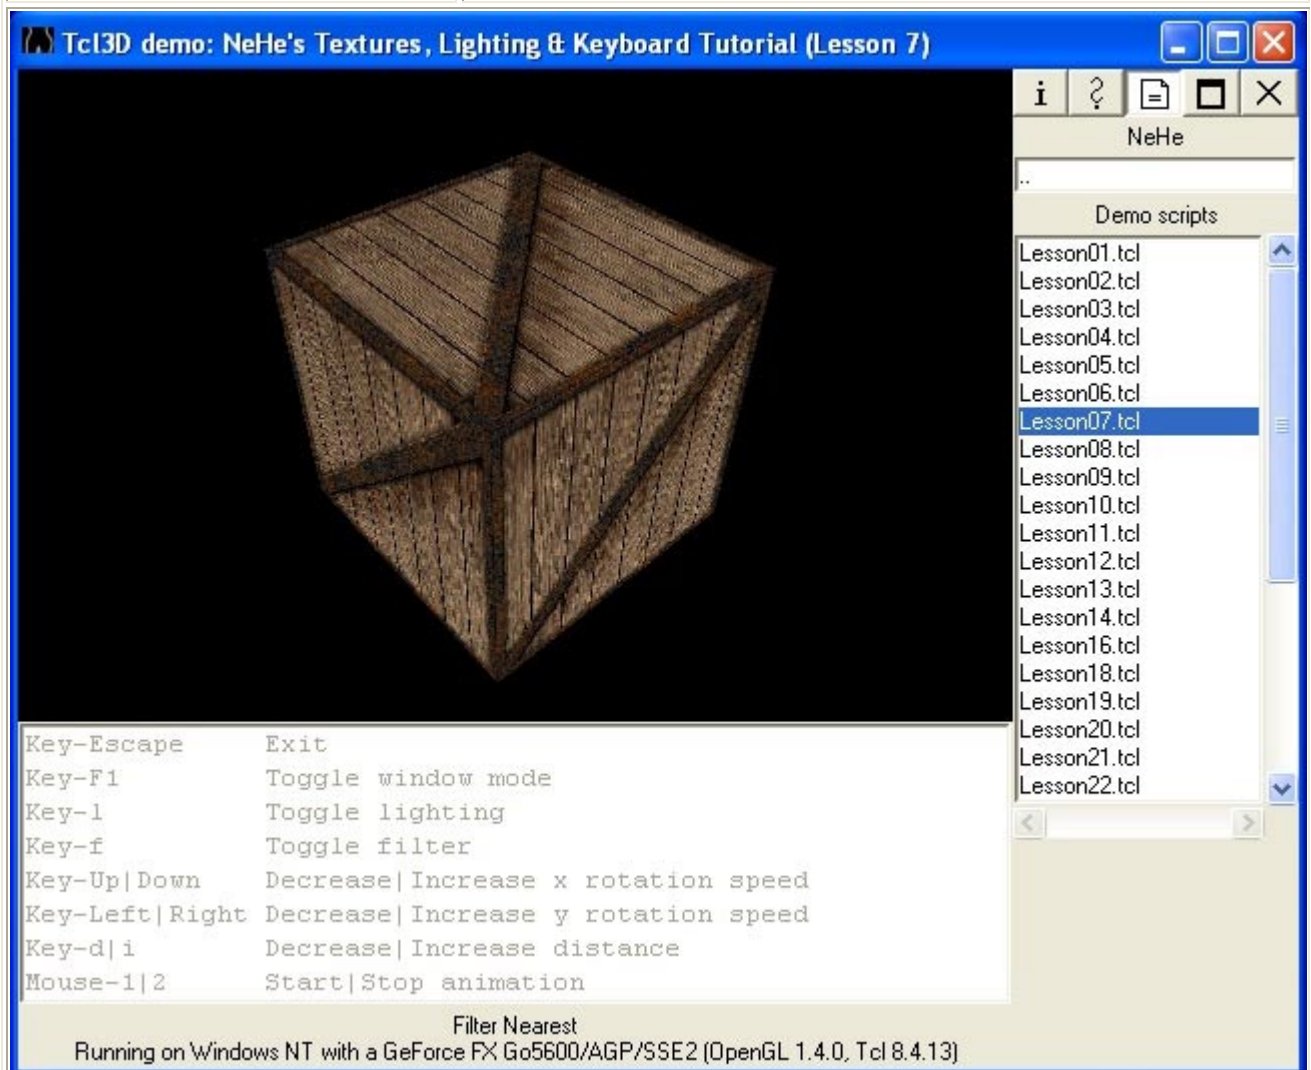 Tcl3D demo: NeHe's Textures, Lighting & Keyboard Tutorial (Lesson 7)
i ?
NeHe
..
Demo scripts
Lesson01.tcl
Lesson02.tcl
Lesson03.tcl
Lesson04.tcl
Lesson05.tcl
Lesson06.tcl
Lesson07.tcl
Lesson08.tcl
Lesson09.tcl
Lesson10.tcl
Lesson11.tcl
Lesson12.tcl
Lesson13.tcl
Lesson14.tcl
Lesson16.tcl
Lesson18.tcl
Lesson19.tcl
Lesson20.tcl
Lesson21.tcl
Lesson22.tcl
Key-Escape Exit
Key-F1 Toggle window mode
Key-l Toggle lighting
Key-f Toggle filter
Key-Up|Down Decrease|Increase x rotation speed
Key-Left|Right Decrease|Increase y rotation speed
Key-d|i Decrease|Increase distance
Mouse-1|2 Start|Stop animation
Filter Nearest
Running on Windows NT with a GeForce FX Go5600/AGP/SSE2 (OpenGL 1.4.0, Tcl 8.4.13)